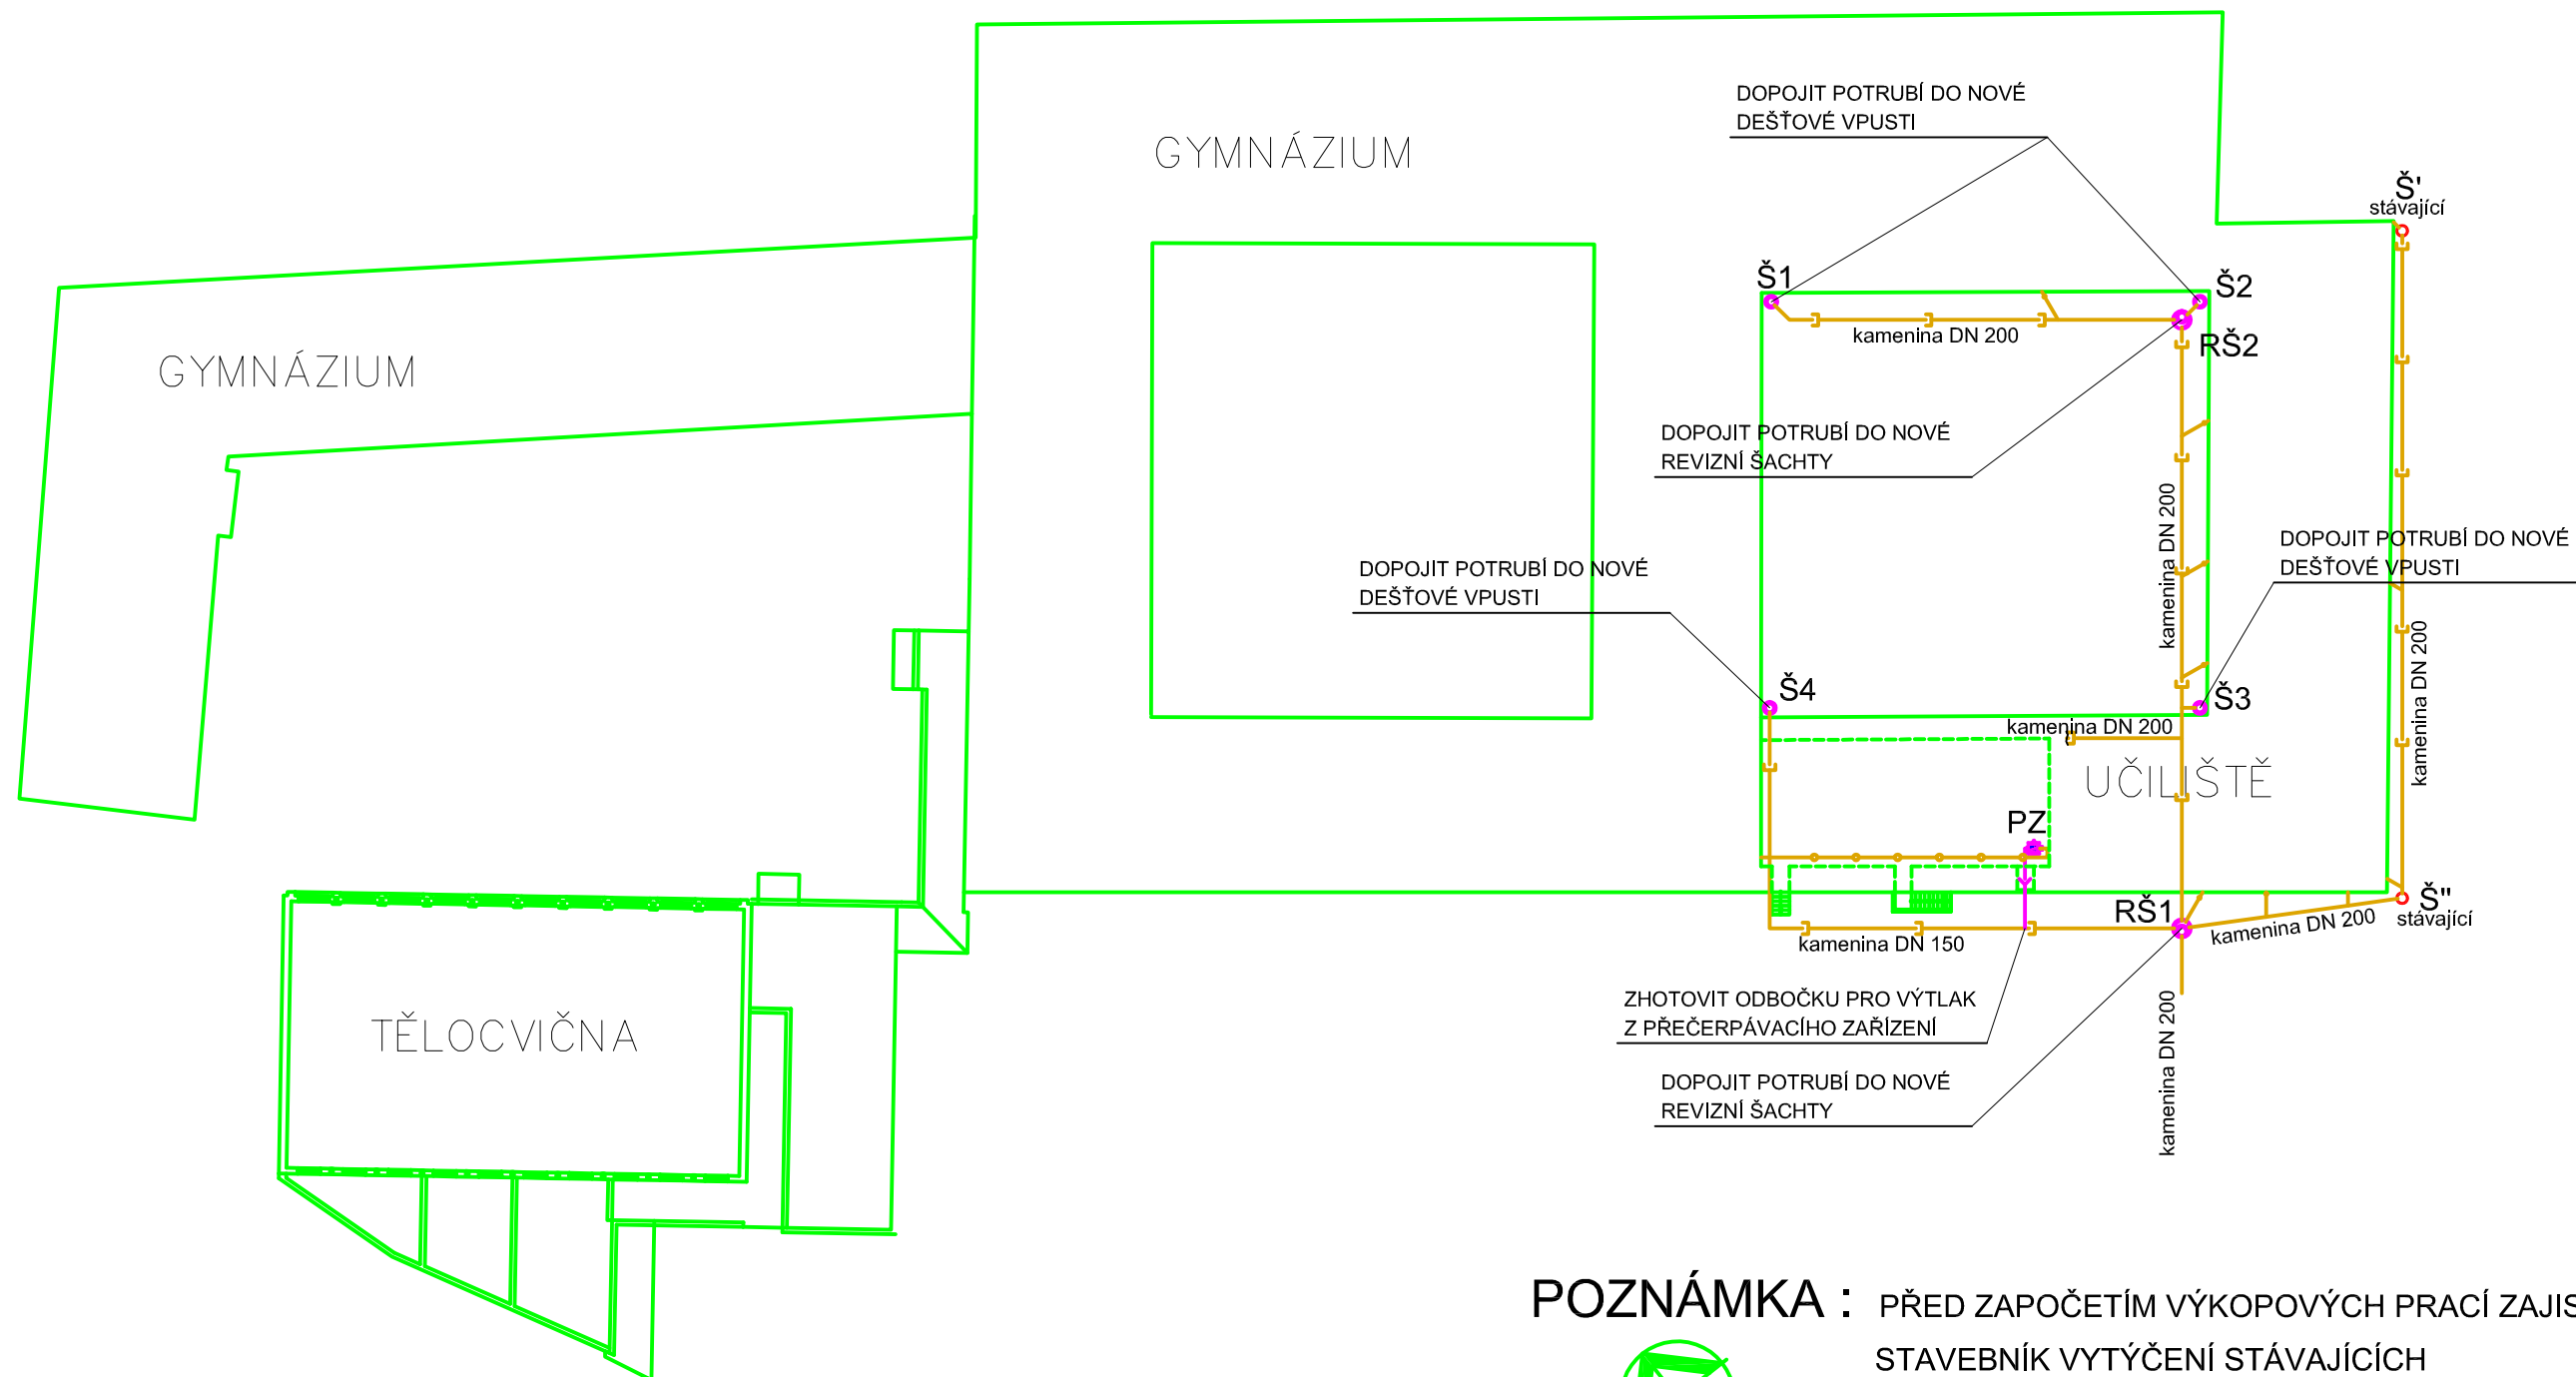 DOPOJIT POTRUBÍ DO NOVÉ
DEŠŤOVÉ VPUSTI
GYMNÁZIUM
Š'
stávající
Š1
Š2
kamenina DN 200
RŠ2
GYMNÁZIUM
DOPOJIT POTRUBÍ DO NOVÉ
REVIZNÍ ŠACHTY
kamenina DN 200
DOPOJIT POTRUBÍ DO NOVÉ
DEŠŤOVÉ VPUSTI
DOPOJIT POTRUBÍ DO NOVÉ
DEŠŤOVÉ VPUSTI
kamenina DN 200
Š4
Š3
kamenina DN 200
UČILIŠTĚ
PZ
RŠ1
Š"
stávající
kamenina DN 200
kamenina DN 150
ZHOTOVIT ODBOČKU PRO VÝTLAK
Z PŘEČERPÁVACÍHO ZAŘÍZENÍ
kamenina DN 200
TĚLOCVIČNA
DOPOJIT POTRUBÍ DO NOVÉ
REVIZNÍ ŠACHTY
POZNÁMKA : PŘED ZAPOČETÍM VÝKOPOVÝCH PRACÍ
STAVEBNÍK VYTÝČENÍ STÁVAJÍCÍCH